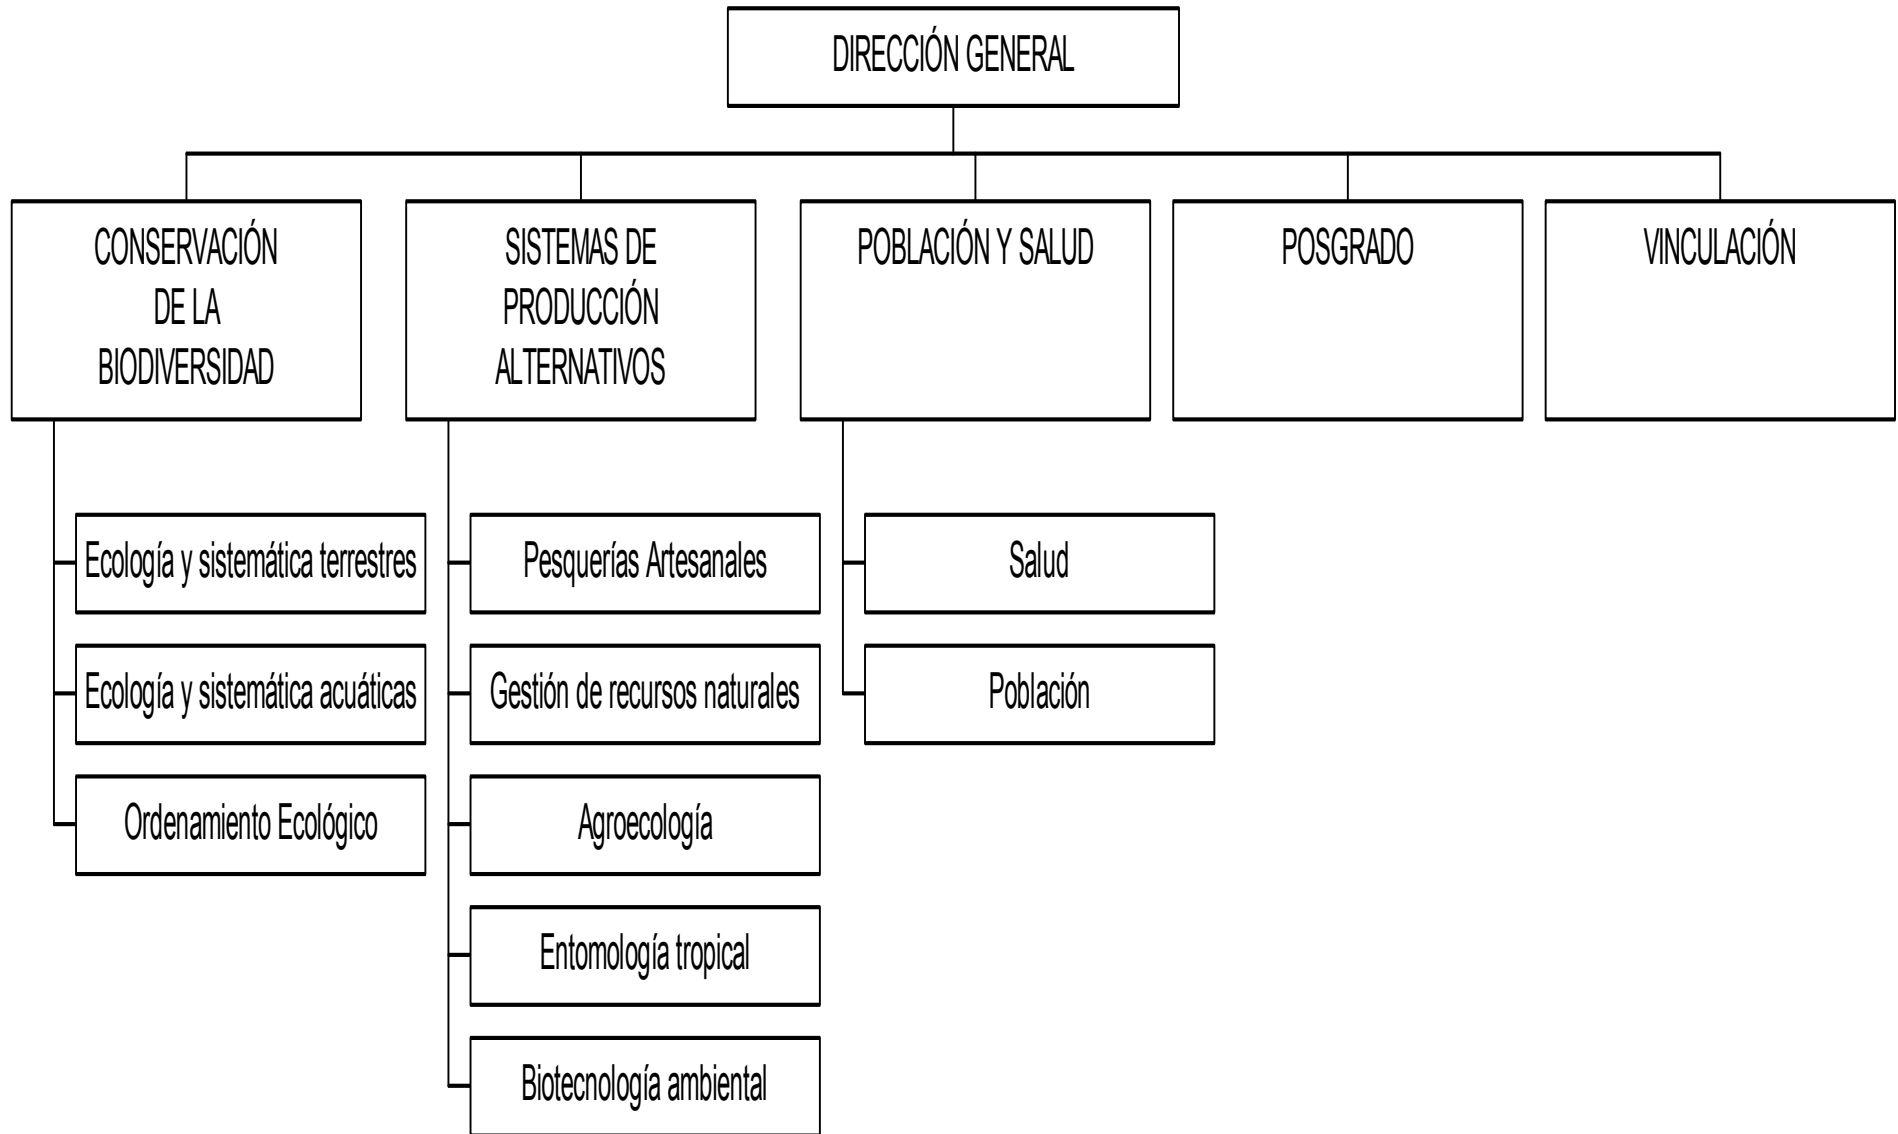 DIRECCIÓN GENERAL
CONSERVACIÓN
DE LA
BIODIVERSIDAD
SISTEMAS DE
PRODUCCIÓN
ALTERNATIVOS
POBLACIÓN Y SALUD
POSGRADO
VINCULACIÓN
Ecología y sistemática terrestres
Ecología y sistemática acuáticas
Ordenamiento Ecológico
Pesquerías Artesanales
Gestión de recursos naturales
Agroecología
Entomología tropical
Biotecnología ambiental
Salud
Población